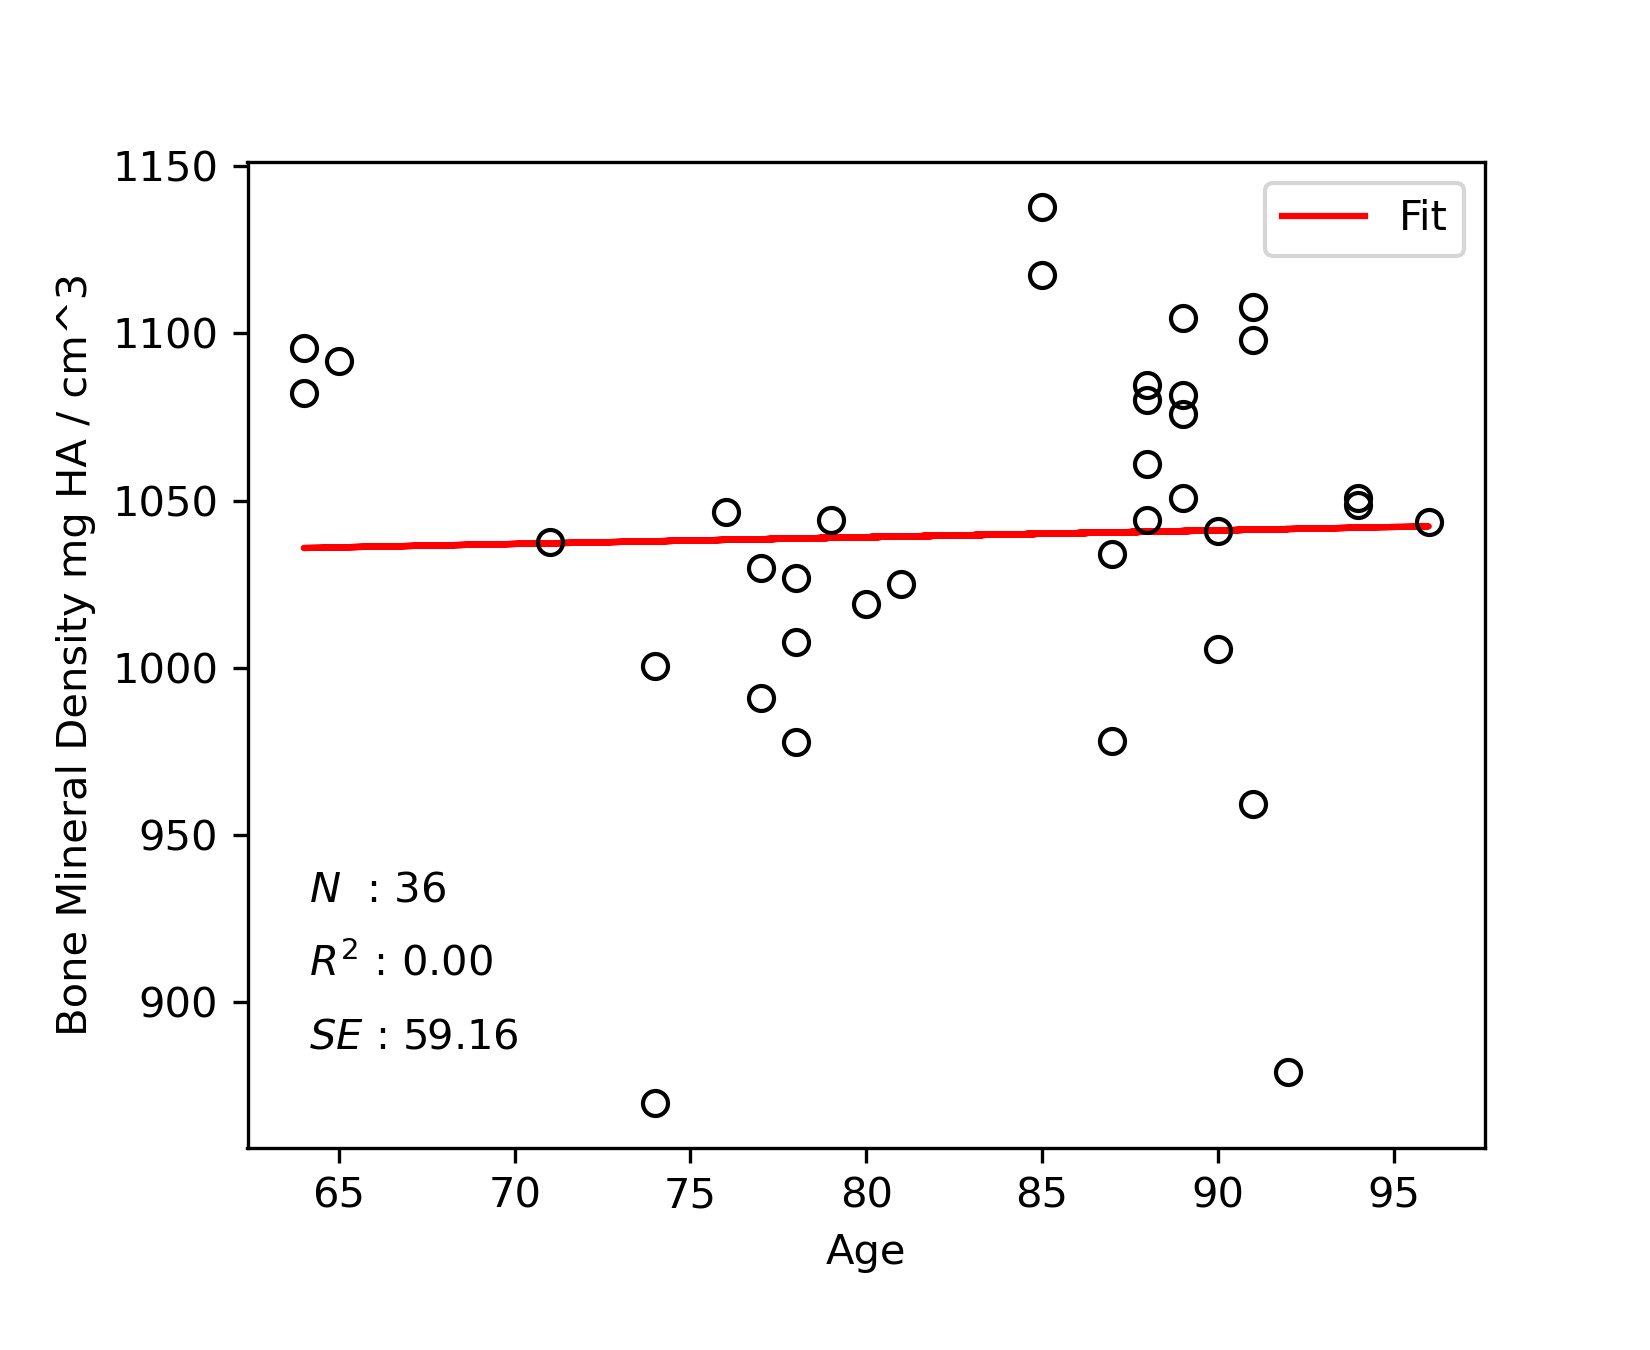 Fit
1150
1100
1050
1000
950
900
Bone Mineral Density mg HA / cm^3
N : 36
R² : 0.00
SE : 59.16
65 70 75 80 85 90 95
Age